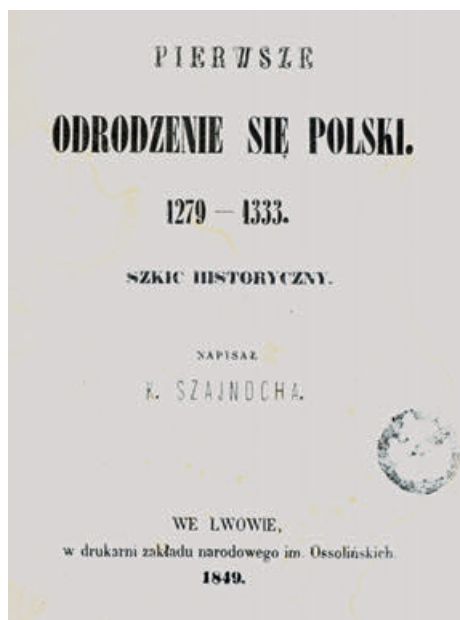 PIERWSZE
ODRODZENIE SIĘ POLSKI.
1279 — 1333.
SZKIC HISTORYCZNY.
NAPISAŁ
K. SZAJNOCHA.
WE LWOWIE,
w drukarni zakładu narodowego im. Ossolińskich.
1849.